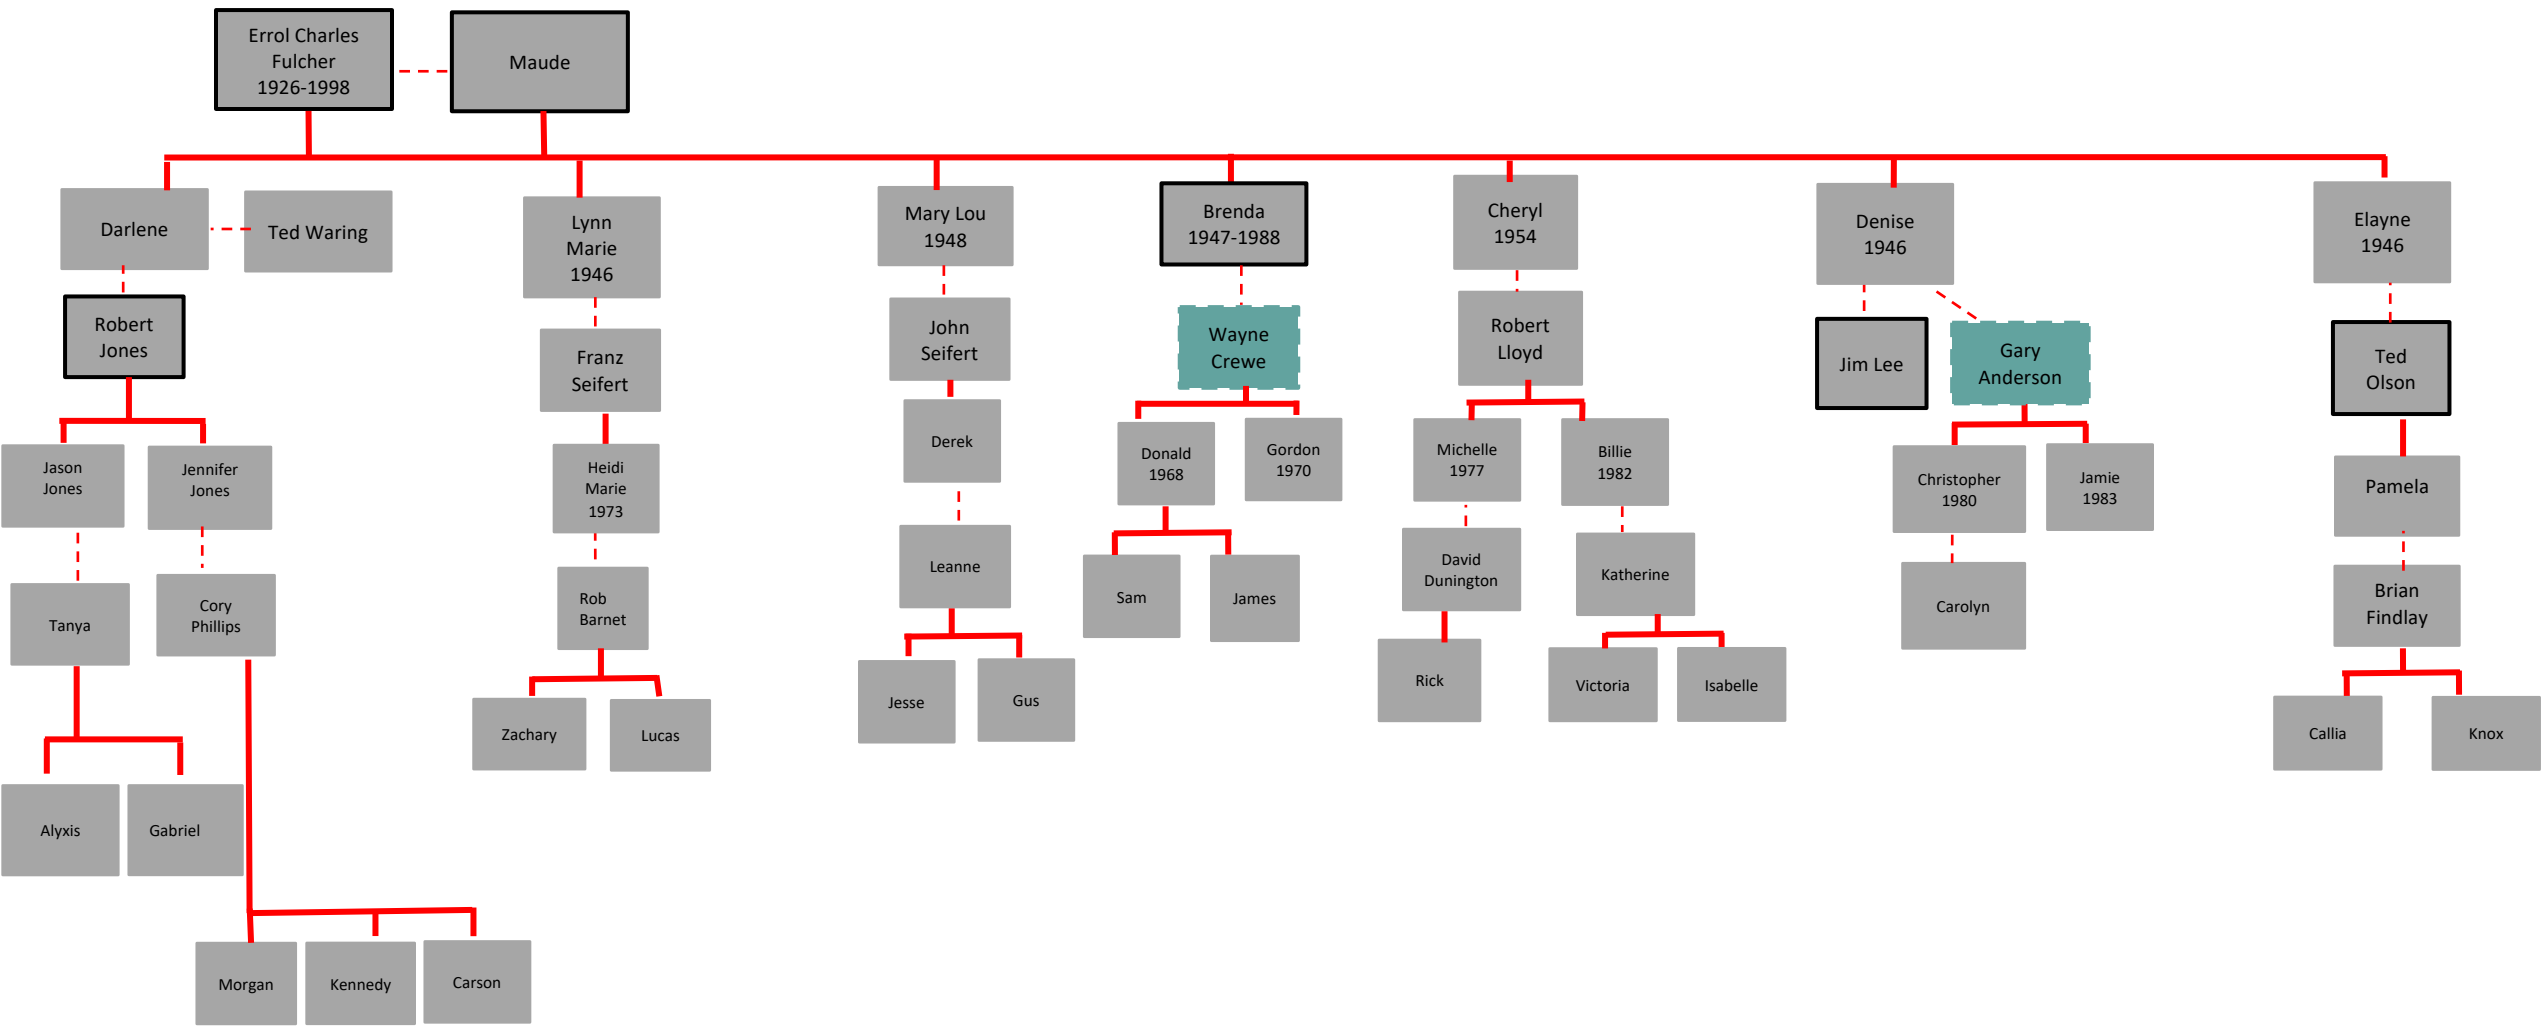 Errol Charles
Fulcher
1926-1998
Maude
Darlene
Ted Waring
Lynn
Marie
1946
Mary Lou
1948
Brenda
1947-1988
Cheryl
1954
Denise
1946
Elayne
1946
Robert
Jones
Franz
Seifert
John
Seifert
Wayne
Crewe
Robert
Lloyd
Jim Lee
Gary
Anderson
Ted
Olson
Jason
Jones
Jennifer
Jones
Heidi
Marie
1973
Derek
Donald
1968
Gordon
1970
Michelle
1977
Billie
1982
Christopher
1980
Jamie
1983
Pamela
Tanya
Cory
Phillips
Rob
Barnet
Leanne
Sam
James
David
Dunington
Katherine
Carolyn
Brian
Findlay
Zachary
Lucas
Jesse
Gus
Rick
Victoria
Isabelle
Callia
Knox
Alyxis
Gabriel
Morgan
Kennedy
Carson